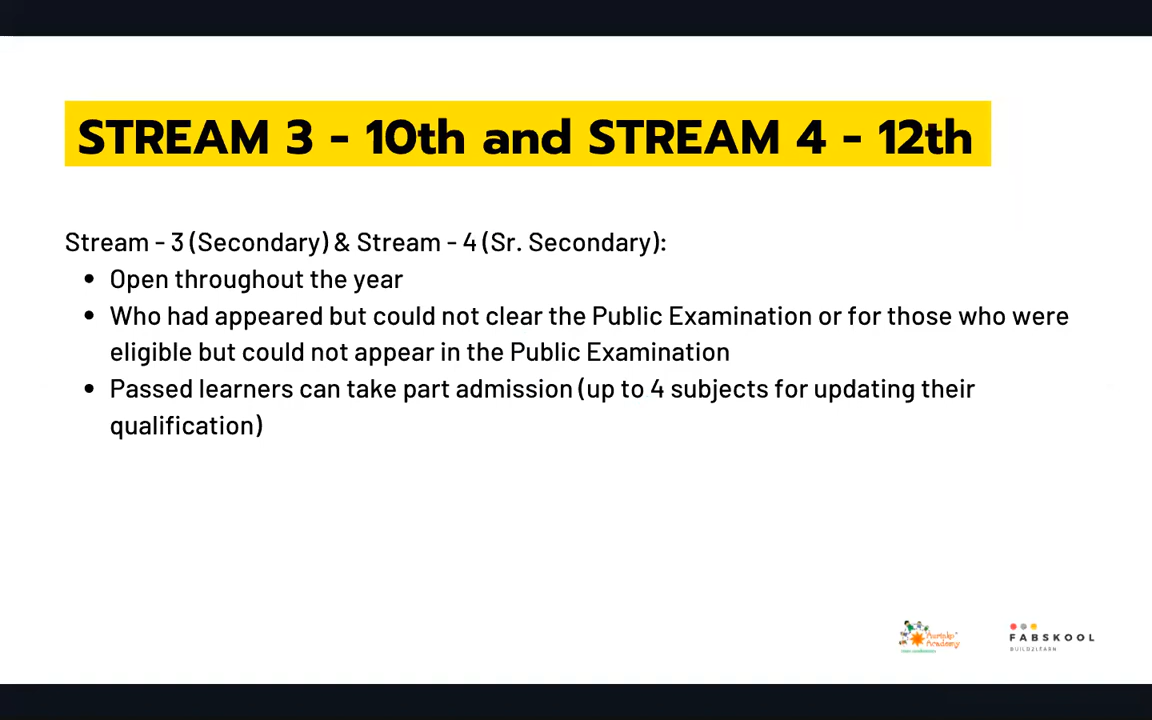 STREAM 3 - 10th and STREAM 4 - 12th
Stream - 3 (Secondary) & Stream - 4 (Sr. Secondary):
• Open throughout the year
• Who had appeared but could not clear the Public Examination or for those who were
eligible but could not appear in the Public Examination
• Passed learners can take part admission (up to 4 subjects for updating their
qualification)
Academy
FABSKOOL
BUILD2LEARN